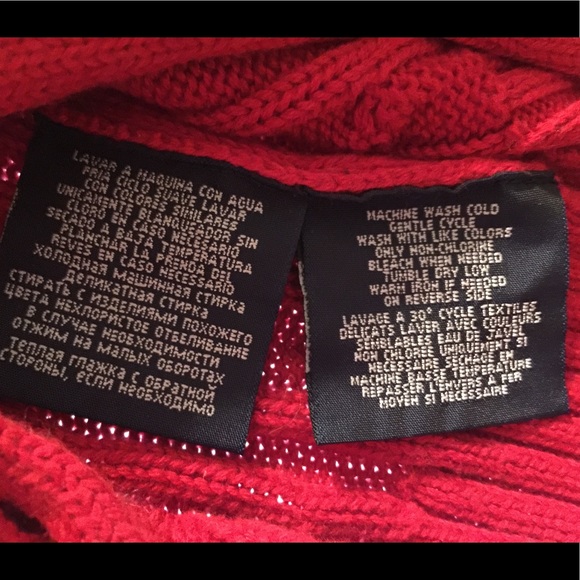 LAVAR A MAQUINA CON AGUA
FRIA CICLO SUAVE LAVAR
CON COLORES SIMILARES
UNICAMENTE BLANQUEADOR SIN
CLORO EN CASO NECESARIO
SECADO A BAJA TEMPERATURA
PLANCHAR LA PRENDA DEL
REVES EN CASO NECESARIO
ХОЛОДНАЯ МАШИННАЯ СТИРКА
ДЕЛИКАТНАЯ СТИРКА
СТИРАТЬ С ИЗДЕЛИЯМИ ПОХОЖЕГО
ЦВЕТА НЕХЛОРИСТОЕ ОТБЕЛИВАНИЕ
В СЛУЧАЕ НЕОБХОДИМОСТИ
ОТЖИМ НА МАЛЫХ ОБОРОТАХ
ТЕПЛАЯ ГЛАЖКА С ОБРАТНОЙ
СТОРОНЫ, ЕСЛИ НЕОБХОДИМО
MACHINE WASH COLD
GENTLE CYCLE
WASH WITH LIKE COLORS
ONLY NON-CHLORINE
BLEACH WHEN NEEDED
TUMBLE DRY LOW
WARM IRON IF NEEDED
ON REVERSE SIDE
LAVAGE A 30° CYCLE TEXTILES
DELICATS LAVER AVEC COULEURS
SEMBLABLES EAU DE JAVEL
NON CHLOREE UNIQUEMENT SI
NECESSAIRE SECHAGE EN
MACHINE BASSE TEMPERATURE
REPASSER L'ENVERS A FER
MOYEN SI NECESSAIRE